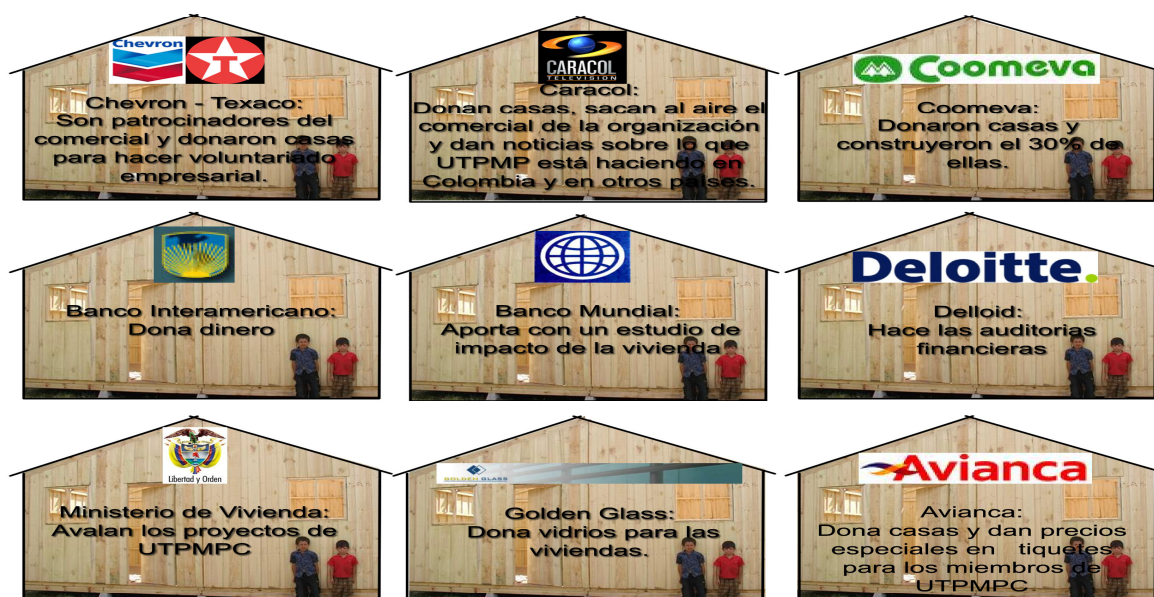 Chevron
Chevron - Texaco:
Son patrocinadores del
comercial y donaron casas
para hacer voluntariado
empresarial.
CARACOL
TELEVISION
Caracol:
Donan casas, sacan al aire el
comercial de la organización
y dan noticias sobre lo que
UTPMP está haciendo en
Colombia y en otros países.
Coomeva
Coomeva:
Donaron casas y
construyeron el 30% de
ellas.
Banco Interamericano:
Dona dinero
Banco Mundial:
Aporta con un estudio de
impacto de la vivienda
Deloitte.
Delloid:
Hace las auditorias
financieras
Libertad y Orden
Ministerio de Vivienda:
Avalan los proyectos de
UTPMPC
GOLDEN GLASS
Golden Glass:
Dona vidrios para las
viviendas.
Avianca
Avianca:
Dona casas y dan precios
especiales en tiquetes
para los miembros de
UTPMPC